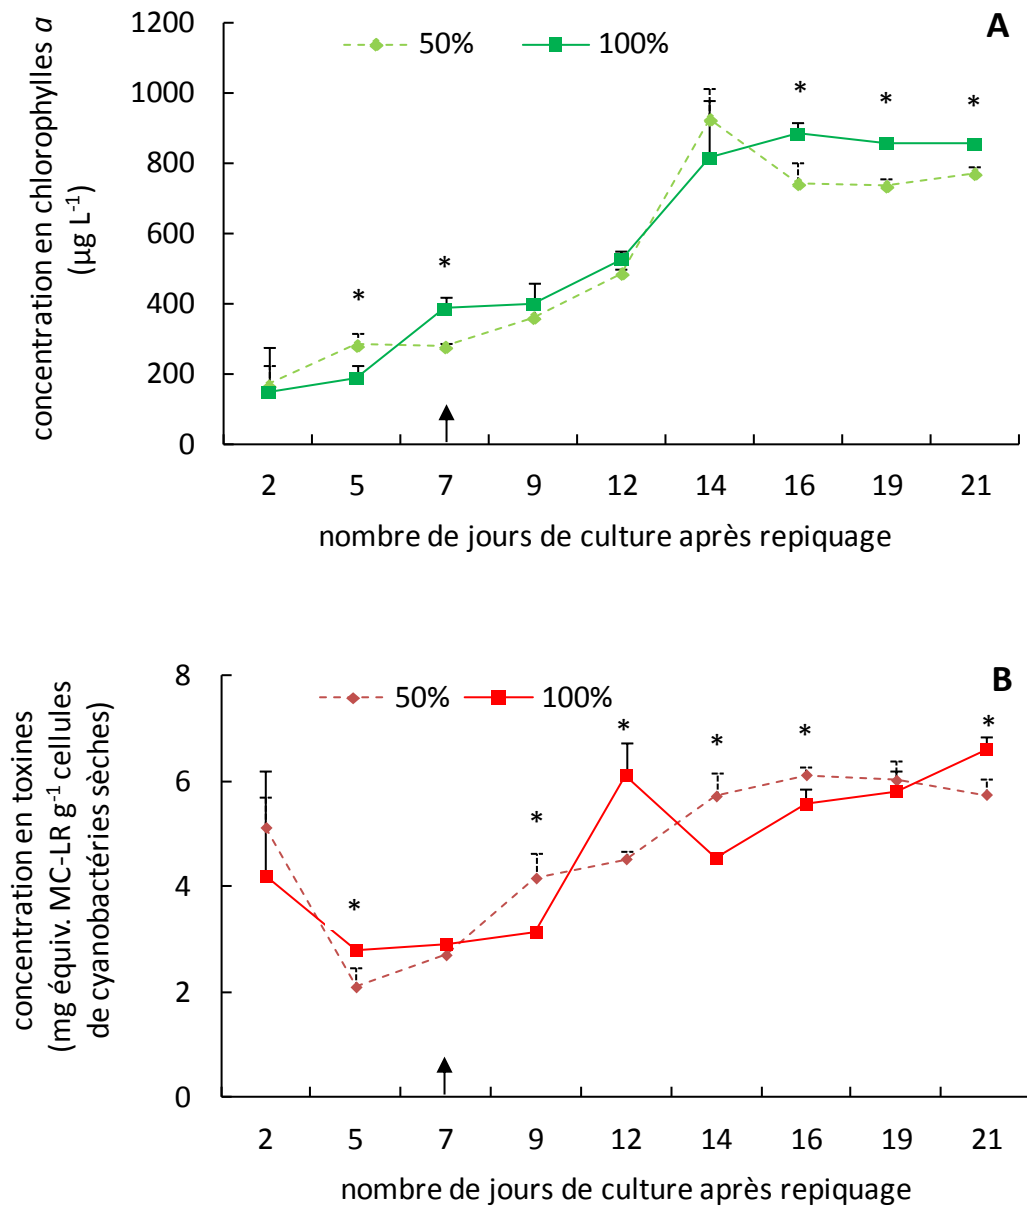 A
50% 100%
1200
1000
800
600
400
200
0
concentration en chlorophylles a
(µg L-1)
* * * * *
2 5 7 9 12 14 16 19 21
nombre de jours de culture après repiquage
B
50% 100%
8
6
4
2
0
concentration en toxines
(mg équiv. MC-LR g-1 cellules
de cyanobactéries sèches)
* * * * * *
2 5 7 9 12 14 16 19 21
nombre de jours de culture après repiquage